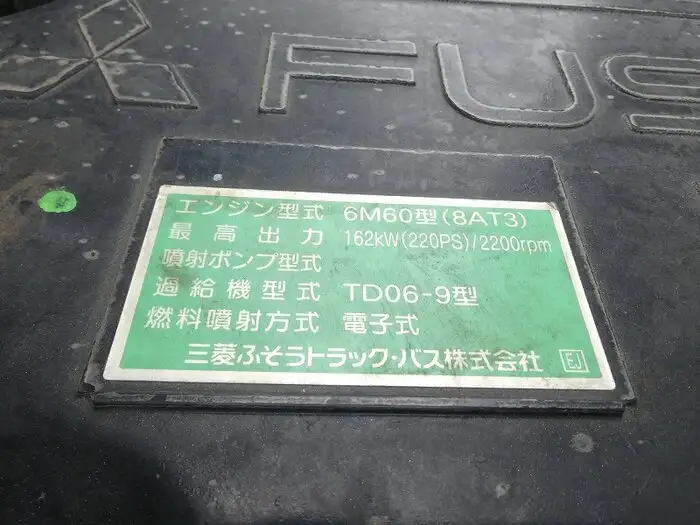 FUS
エンジン型式 6M60型(8AT3)
最高出力 162kW(220PS)/2200rpm
噴射ポンプ型式
過給機型式 TD06-9型
燃料噴射方式 電子式
三菱ふそうトラック・バス株式会社 EJ